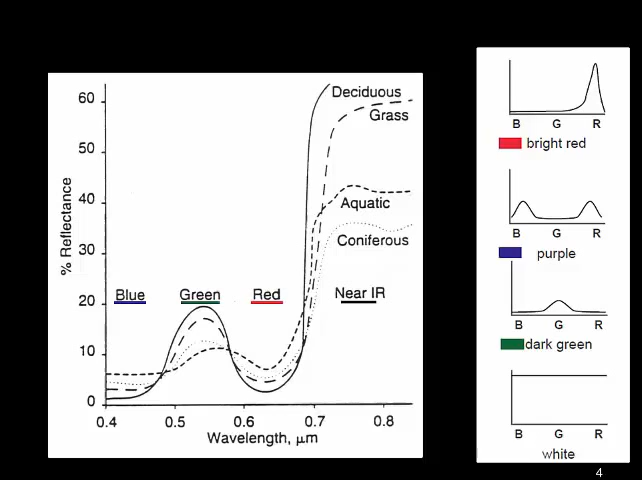 60
50
40
30
20
10
0
% Reflectance
Deciduous
Grass
Aquatic
Coniferous
Blue Green Red Near IR
0.4 0.5 0.6 0.7 0.8
Wavelength, μm
B G R
bright red
B G R
purple
B G R
dark green
B G R
white
4